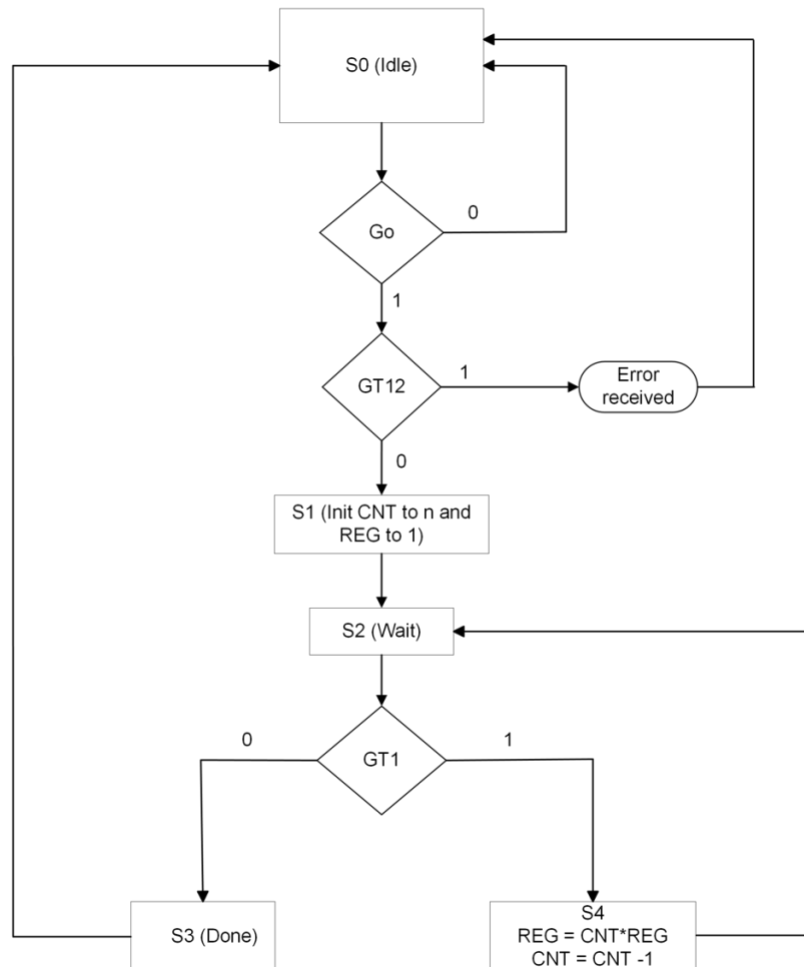 S0 (Idle)
0
Go
1
GT12
1
Error
received
0
S1 (Init CNT to n and
REG to 1)
S2 (Wait)
0
1
GT1
S3 (Done)
S4
REG = CNT*REG
CNT = CNT -1